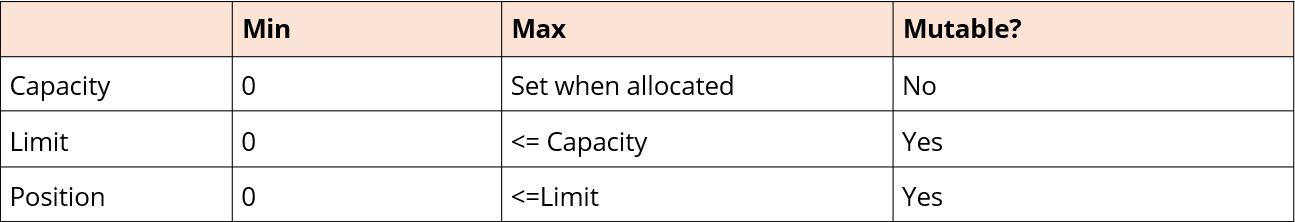 Min Max Mutable?
Capacity 0 Set when allocated No
Limit 0 <= Capacity Yes
Position 0 <=Limit Yes